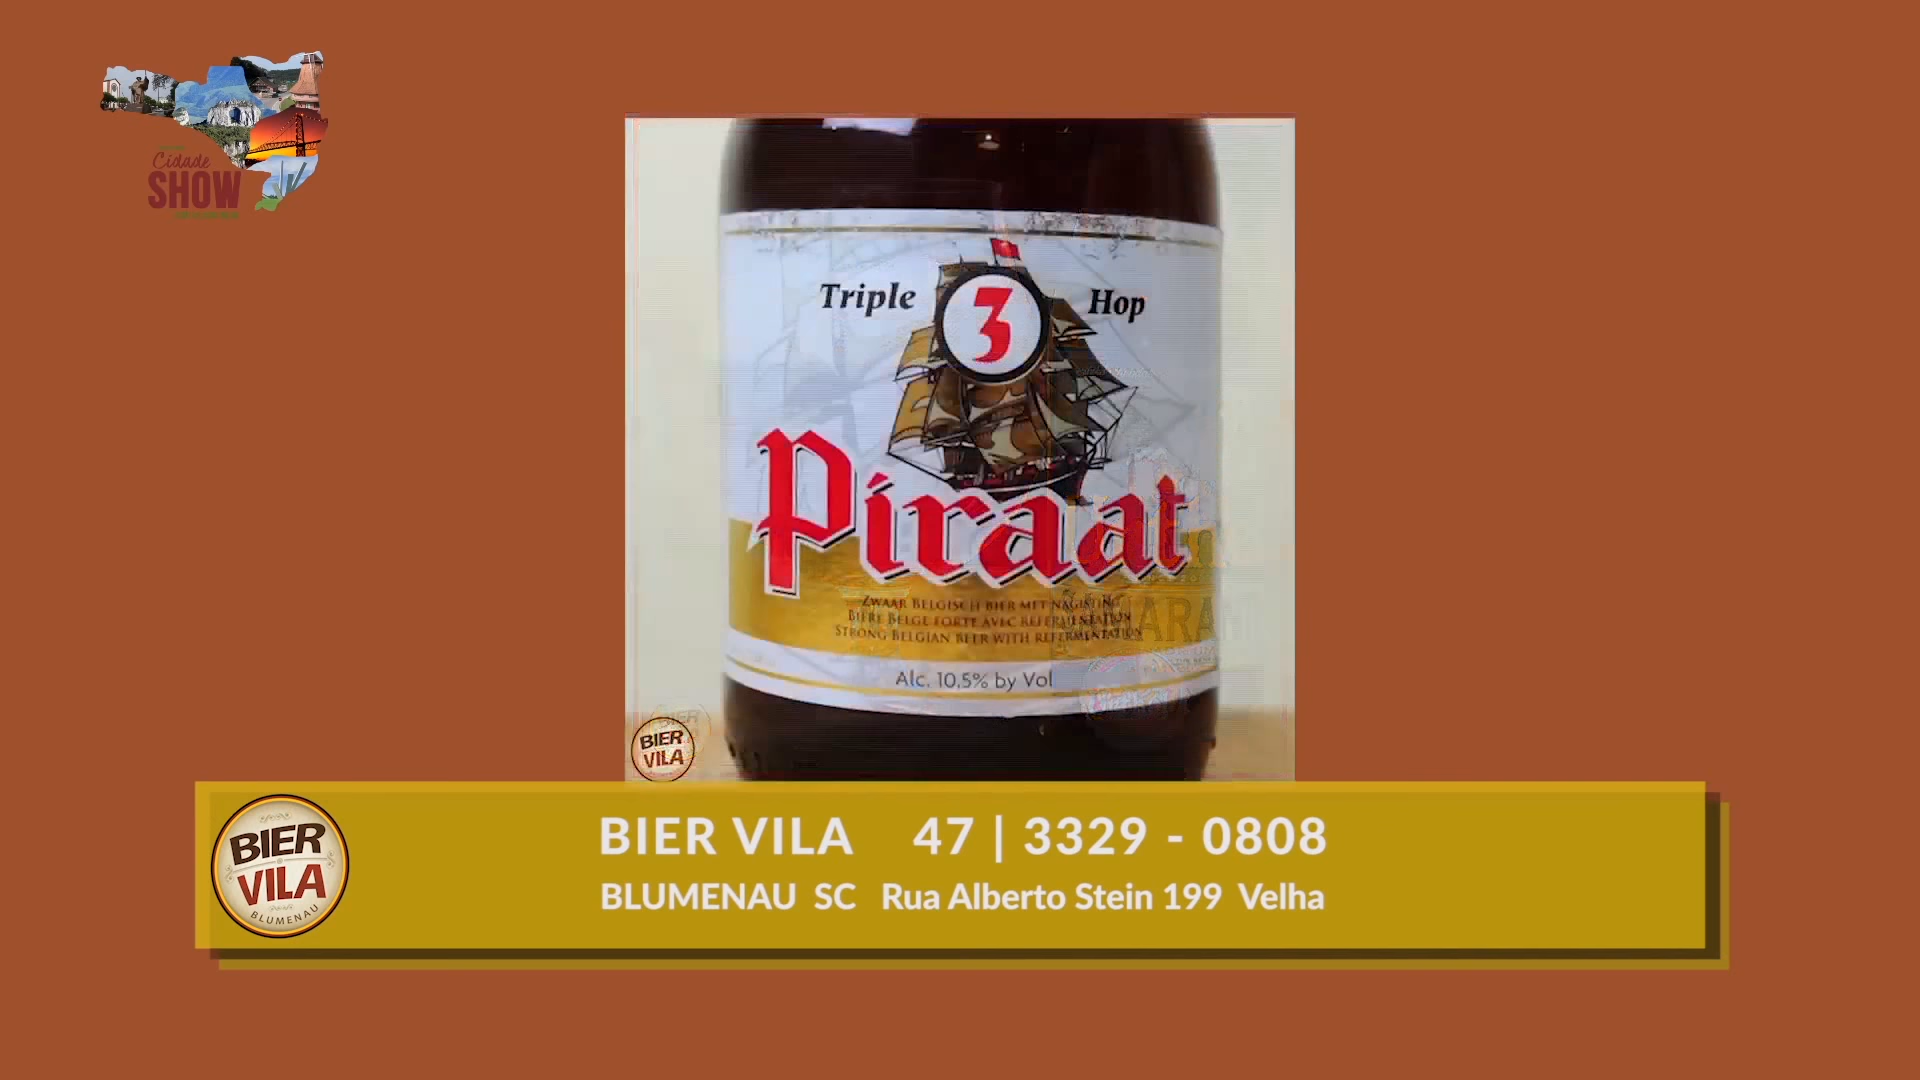 Cidade
SHOW
Triple 3 Hop
Piraat
ZWAAR BELGISCH BIER MET NAGISTING
BIÈRE BELGE FORTE AVEC REFERMENTATION
STRONG BELGIAN BEER WITH REFERMENTATION
Alc. 10,5% by Vol
BIER
VILA
BIER
VILA
BLUMENAU
BIER VILA 47 | 3329 - 0808
BLUMENAU SC Rua Alberto Stein 199 Velha